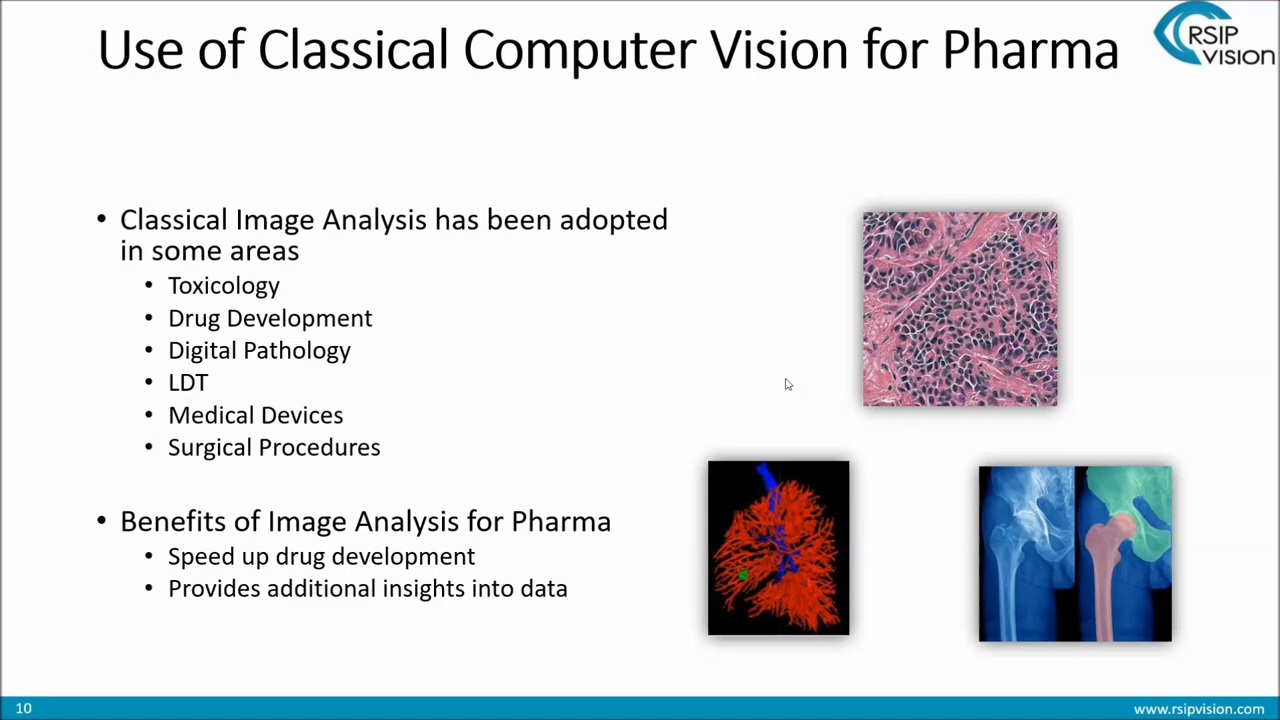 Use of Classical Computer Vision for Pharma
RSIP
vision
• Classical Image Analysis has been adopted
in some areas
• Toxicology
• Drug Development
• Digital Pathology
• LDT
• Medical Devices
• Surgical Procedures
• Benefits of Image Analysis for Pharma
• Speed up drug development
• Provides additional insights into data
10
www.rsipvision.com